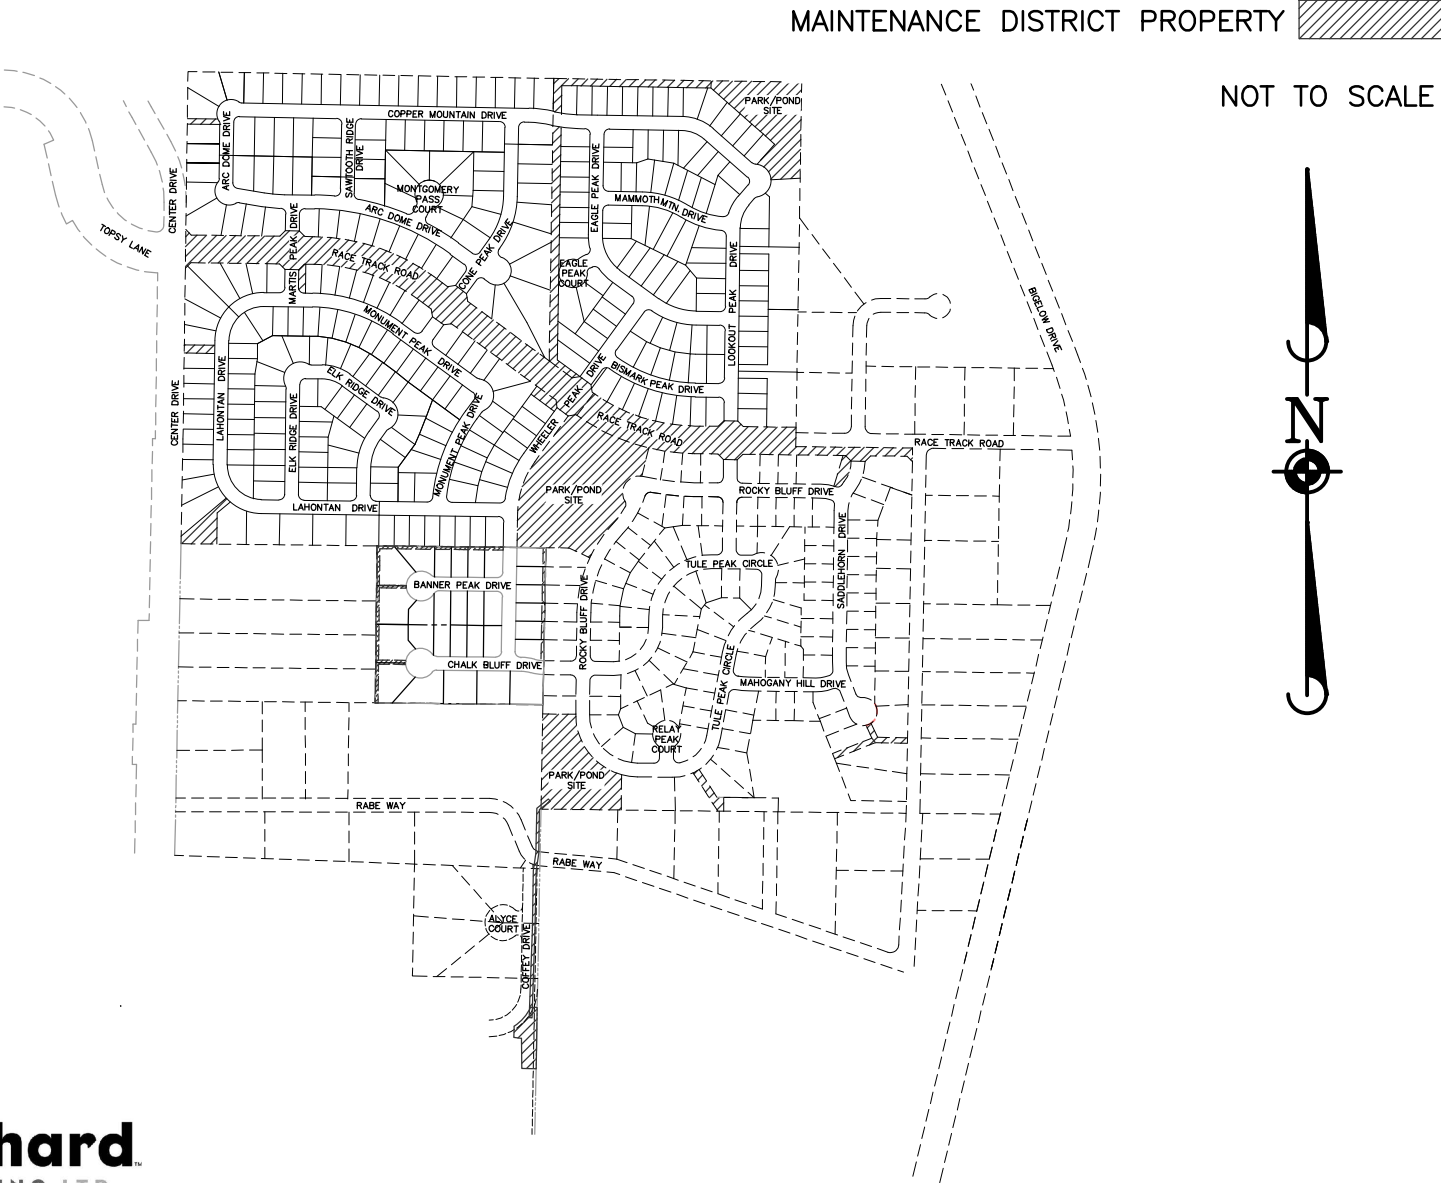 MAINTENANCE DISTRICT PROPERTY
NOT TO SCALE
PARK/POND
SITE
COPPER MOUNTAIN DRIVE
ARC DOME DRIVE
SAWTOOTH RIDGE
DRIVE
EAGLE PEAK DRIVE
CENTER DRIVE
MONTGOMERY
PASS
COURT
MAMMOTH MTN. DRIVE
ARC DOME DRIVE
TOPSY LANE
MARTIS PEAK DRIVE
CONE PEAK DRIVE
RACE TRACK ROAD
EAGLE
PEAK
COURT
LOOKOUT PEAK DRIVE
BIGELOW DRIVE
MONUMENT PEAK DRIVE
LAHONTAN DRIVE
CENTER DRIVE
ELK RIDGE DRIVE
ELK RIDGE DRIVE
BISMARK PEAK DRIVE
WHEELER PEAK DRIVE
MONUMENT PEAK DRIVE
RACE TRACK ROAD
RACE TRACK ROAD
N
PARK/POND
SITE
ROCKY BLUFF DRIVE
LAHONTAN DRIVE
SADDLEHORN DRIVE
TULE PEAK CIRCLE
BANNER PEAK DRIVE
ROCKY BLUFF DRIVE
CHALK BLUFF DRIVE
TULE PEAK CIRCLE
MAHOGANY HILL DRIVE
RELAY
PEAK
COURT
PARK/POND
SITE
RABE WAY
RABE WAY
ALYCE
COURT
COFFEY DRIVE
hard